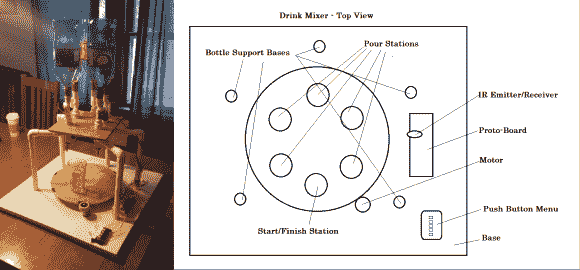 Drink Mixer - Top View
Bottle Support Bases
Pour Stations
IR Emitter/Receiver
Proto-Board
Motor
Push Button Menu
Start/Finish Station
Base